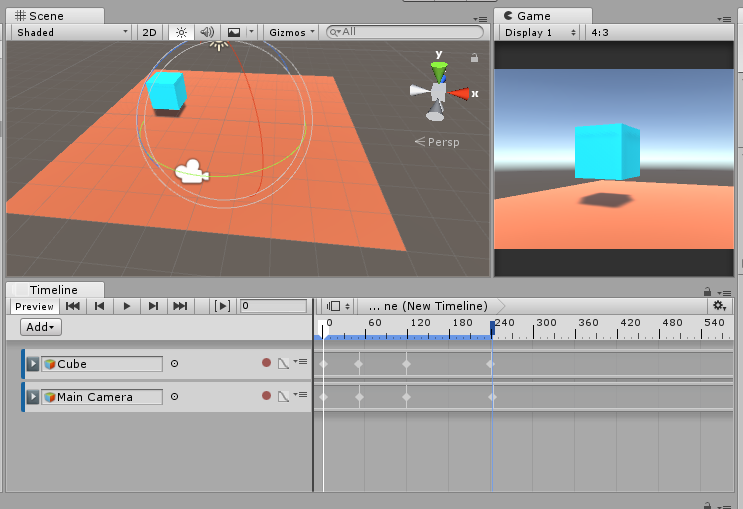 Scene
Game
Shaded
2D
Gizmos
All
Display 1
4:3
y
x
Persp
Timeline
Preview
0
... ne (New Timeline)
Add
0
60
120
180
240
300
360
420
480
540
Cube
Main Camera